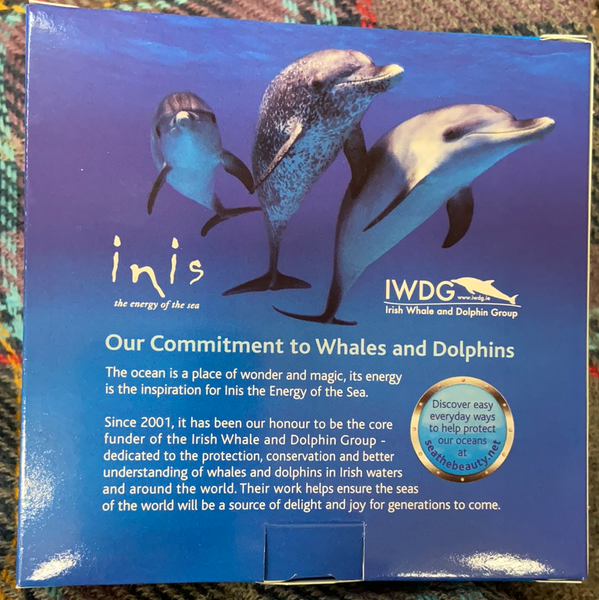 inis
the energy of the sea
IWDG
www.iwdg.ie
Irish Whale and Dolphin Group
Our Commitment to Whales and Dolphins
The ocean is a place of wonder and magic, its energy
is the inspiration for Inis the Energy of the Sea.
Since 2001, it has been our honour to be the core
funder of the Irish Whale and Dolphin Group -
dedicated to the protection, conservation and better
understanding of whales and dolphins in Irish waters
and around the world. Their work helps ensure the seas
of the world will be a source of delight and joy for generations to come.
Discover easy
everyday ways
to help protect
our oceans
at
seathebeauty.net